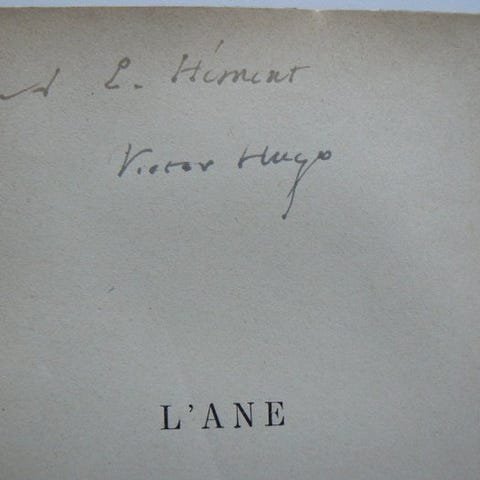 A E. Hément
Victor Hugo
L'ANE